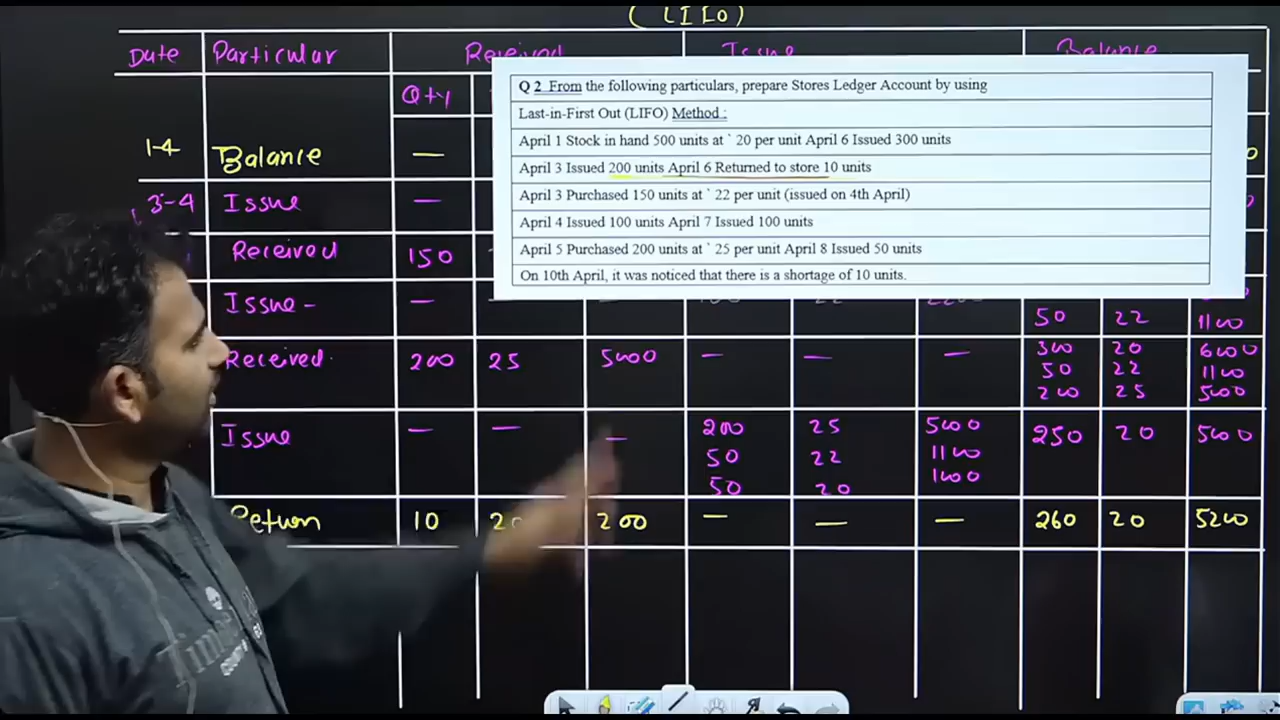 (LIFO)
Date Particular Received Issue Balance
Qty
Q 2 From the following particulars, prepare Stores Ledger Account by using
Last-in-First Out (LIFO) Method :
April 1 Stock in hand 500 units at ` 20 per unit April 6 Issued 300 units
April 3 Issued 200 units April 6 Returned to store 10 units
April 3 Purchased 150 units at ` 22 per unit (issued on 4th April)
April 4 Issued 100 units April 7 Issued 100 units
April 5 Purchased 200 units at ` 25 per unit April 8 Issued 50 units
On 10th April, it was noticed that there is a shortage of 10 units.
1-4 Balance — 0
3-4 Issue —
Received 150
Issue - — — 100 22 2200
50 22 1100
Received 200 25 5000 — — — 300 20 6000
50 22 1100
200 25 5000
Issue — — — 200 25 5000 250 20 5000
50 22 1100
50 20 1000
Return 10 20 200 — — — 260 20 5200